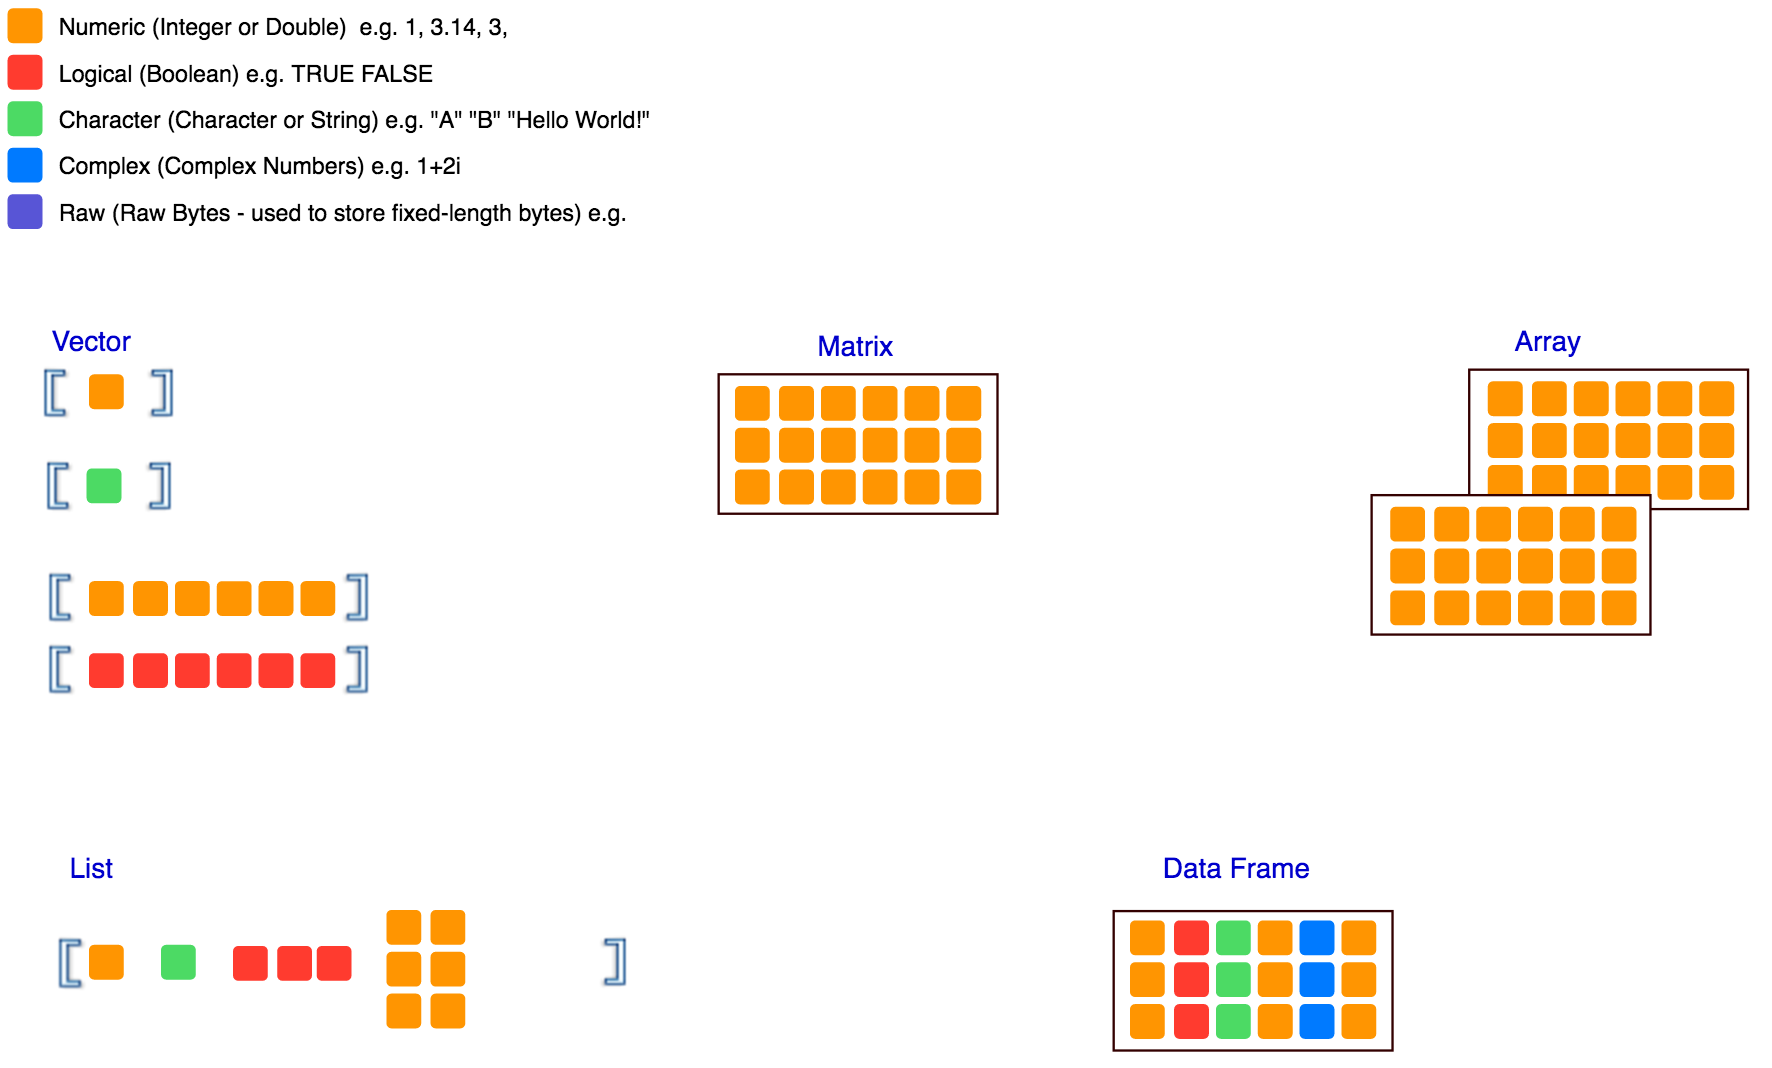 Numeric (Integer or Double)  e.g. 1, 3.14, 3,
Logical (Boolean) e.g. TRUE FALSE
Character (Character or String) e.g. "A" "B" "Hello World!"
Complex (Complex Numbers) e.g. 1+2i
Raw (Raw Bytes - used to store fixed-length bytes) e.g.
Vector
Matrix
Array
List
Data Frame